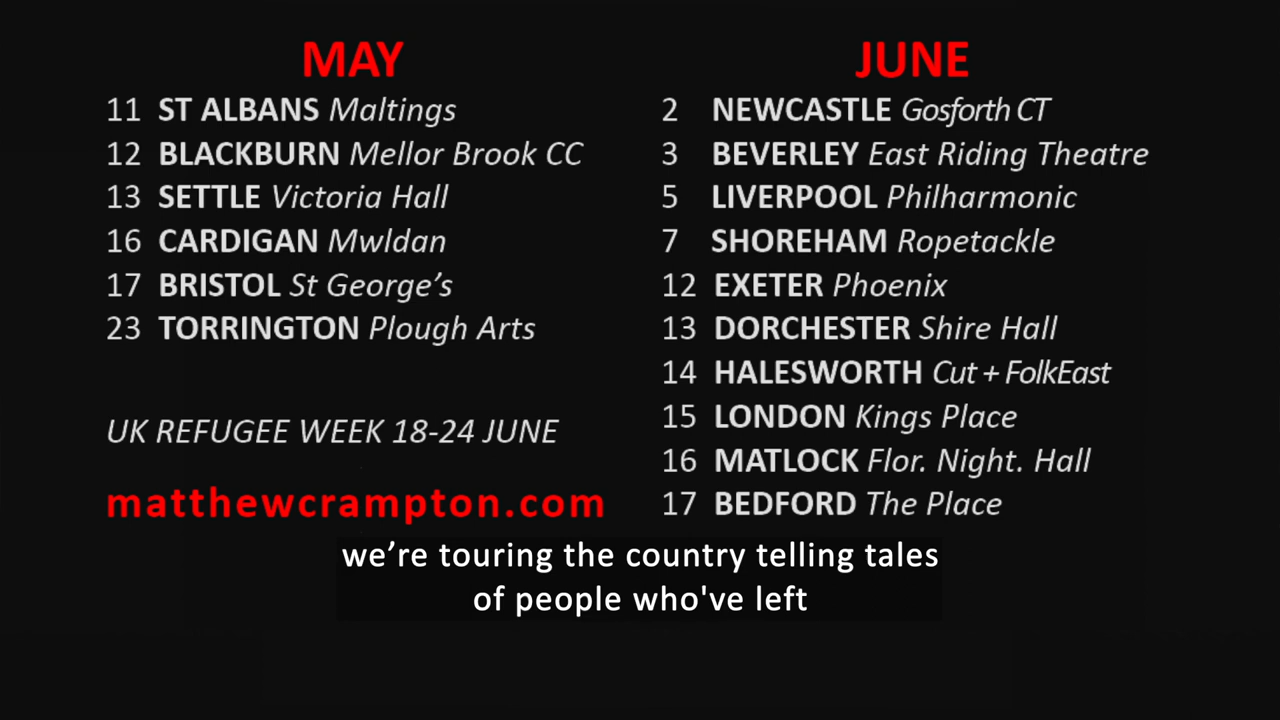 MAY
11 ST ALBANS Maltings
12 BLACKBURN Mellor Brook CC
13 SETTLE Victoria Hall
16 CARDIGAN Mwldan
17 BRISTOL St George’s
23 TORRINGTON Plough Arts
UK REFUGEE WEEK 18-24 JUNE
matthewcrampton.com
JUNE
2 NEWCASTLE Gosforth CT
3 BEVERLEY East Riding Theatre
5 LIVERPOOL Philharmonic
7 SHOREHAM Ropetackle
12 EXETER Phoenix
13 DORCHESTER Shire Hall
14 HALESWORTH Cut + FolkEast
15 LONDON Kings Place
16 MATLOCK Flor. Night. Hall
17 BEDFORD The Place
we’re touring the country telling tales
of people who've left